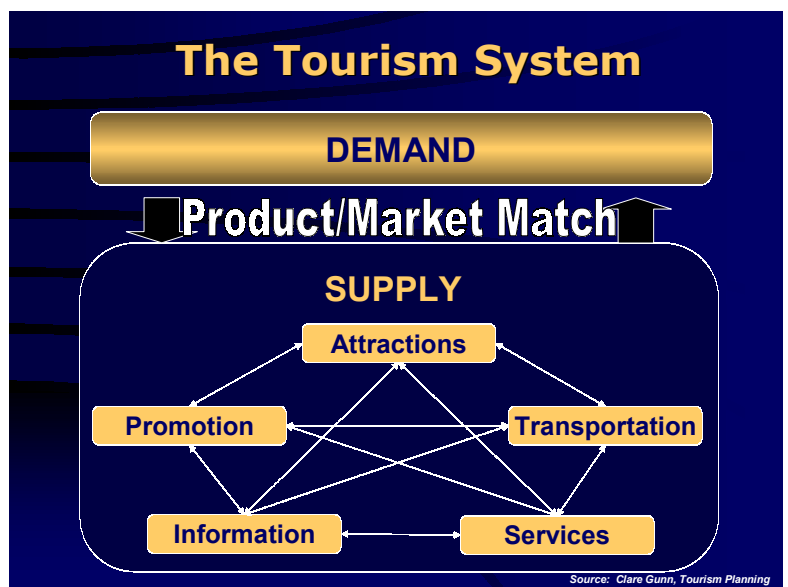 The Tourism System
DEMAND
Product/Market Match
SUPPLY
Attractions
Promotion
Transportation
Information
Services
Source: Clare Gunn, Tourism Planning